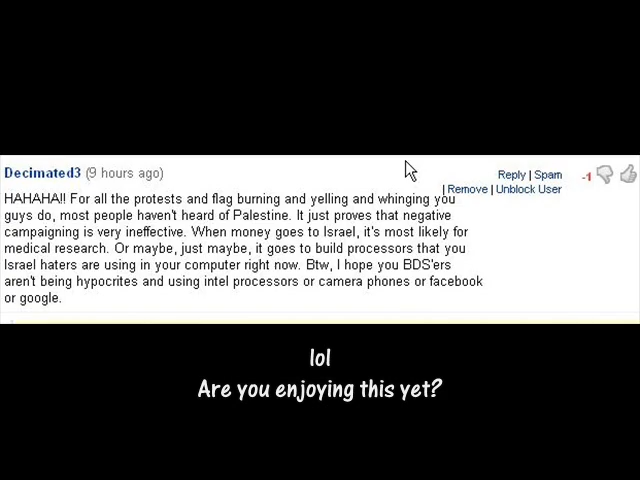 Decimated3 (9 hours ago)
Reply | Spam
-1
| Remove | Unblock User
HAHAHA!! For all the protests and flag burning and yelling and whinging you
guys do, most people haven't heard of Palestine. It just proves that negative
campaigning is very ineffective. When money goes to Israel, it's most likely for
medical research. Or maybe, just maybe, it goes to build processors that you
Israel haters are using in your computer right now. Btw, I hope you BDS'ers
aren't being hypocrites and using intel processors or camera phones or facebook
or google.
lol
Are you enjoying this yet?